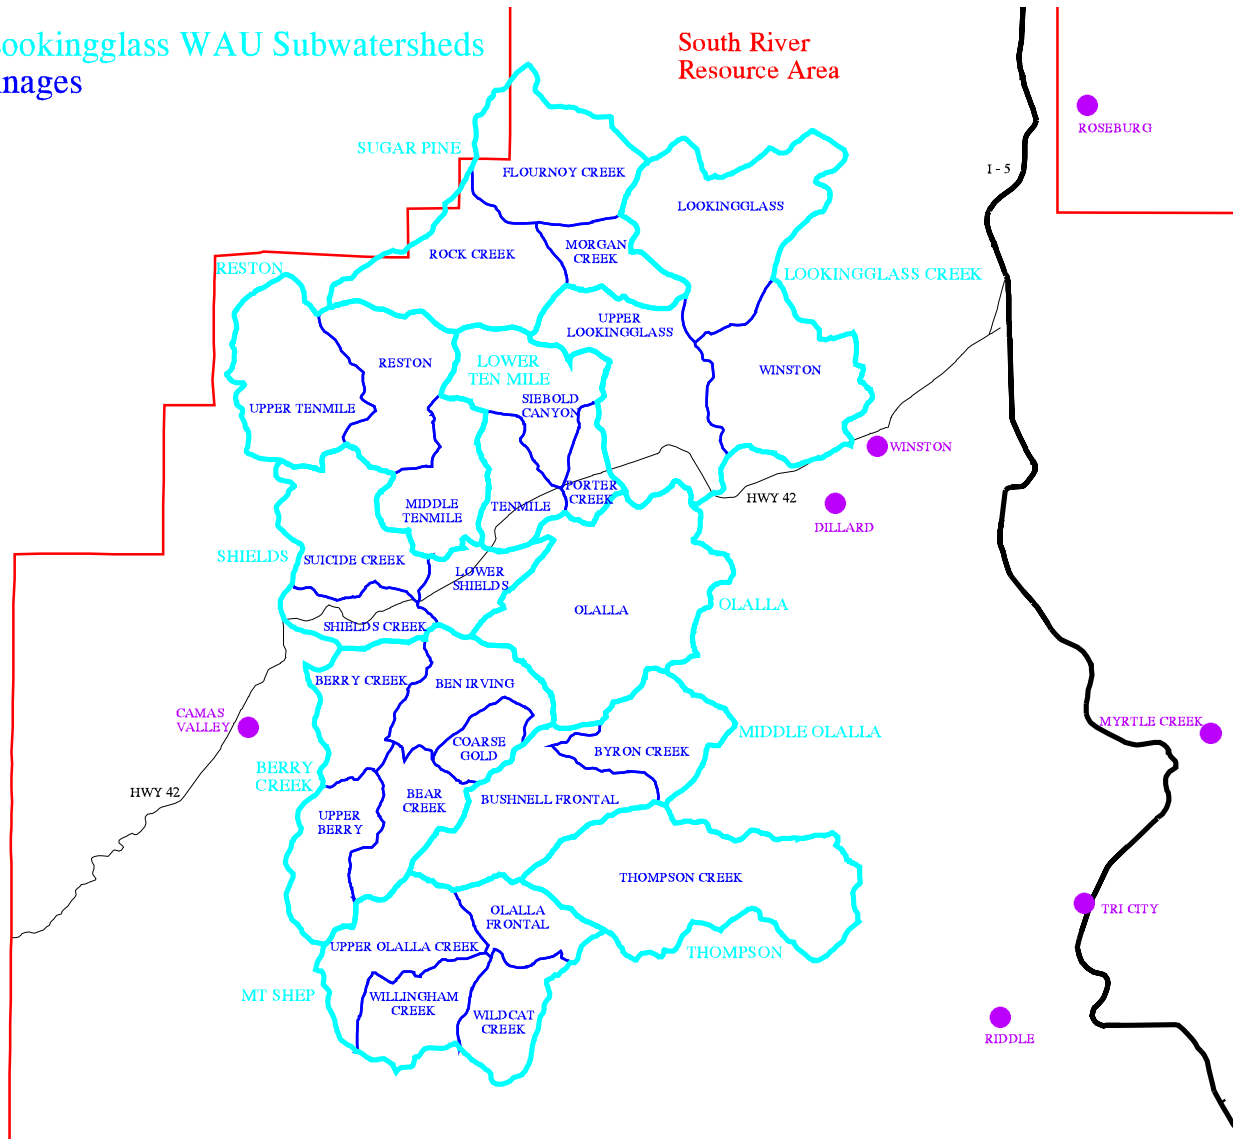 ookingglass WAU Subwatersheds
nages
South River
Resource Area
ROSEBURG
SUGAR PINE
I - 5
FLOURNOY CREEK
LOOKINGGLASS
ROCK CREEK
MORGAN
CREEK
RESTON
LOOKINGGLASS CREEK
UPPER
LOOKINGGLASS
RESTON
LOWER
TEN MILE
WINSTON
UPPER TENMILE
SIEBOLD
CANYON
WINSTON
PORTER
CREEK
HWY 42
MIDDLE
TENMILE
TENMILE
DILLARD
SHIELDS
SUICIDE CREEK
LOWER
SHIELDS
OLALLA
OLALLA
SHIELDS CREEK
BERRY CREEK
BEN IRVING
CAMAS
VALLEY
MYRTLE CREEK
MIDDLE OLALLA
COARSE
GOLD
BYRON CREEK
BERRY
CREEK
HWY 42
BEAR
CREEK
BUSHNELL FRONTAL
UPPER
BERRY
THOMPSON CREEK
OLALLA
FRONTAL
TRI CITY
UPPER OLALLA CREEK
THOMPSON
MT SHEP
WILLINGHAM
CREEK
WILDCAT
CREEK
RIDDLE